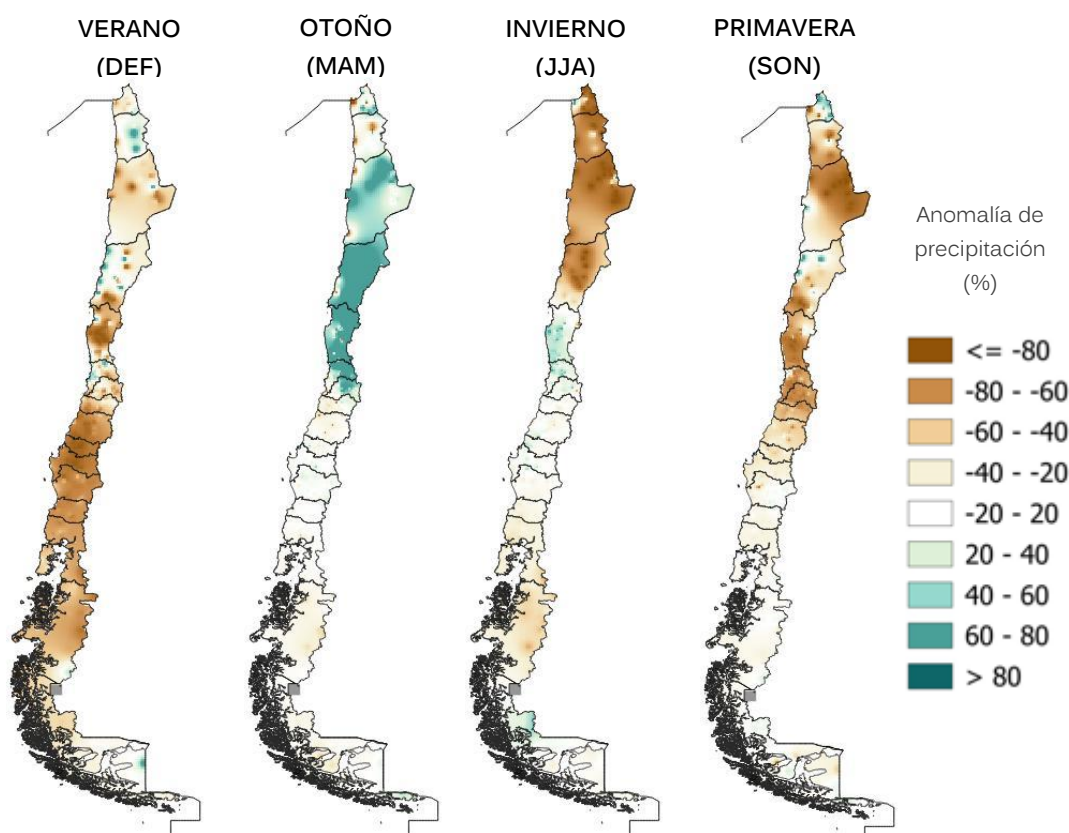 VERANO
(DEF)
OTOÑO
(MAM)
INVIERNO
(JJA)
PRIMAVERA
(SON)
Anomalía de
precipitación
(%)
<= -80
-80 - -60
-60 - -40
-40 - -20
-20 - 20
20 - 40
40 - 60
60 - 80
> 80